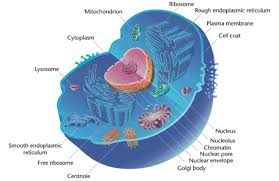 Ribosome
Mitochondrion
Rough endoplasmic reticulum
Plasma membrane
Cytoplasm
Cell coat
Lysosome
Nucleus
Nucleolus
Chromatin
Smooth endoplasmic
reticulum
Nuclear pore
Nuclear envelope
Free ribosome
Golgi body
Centriole